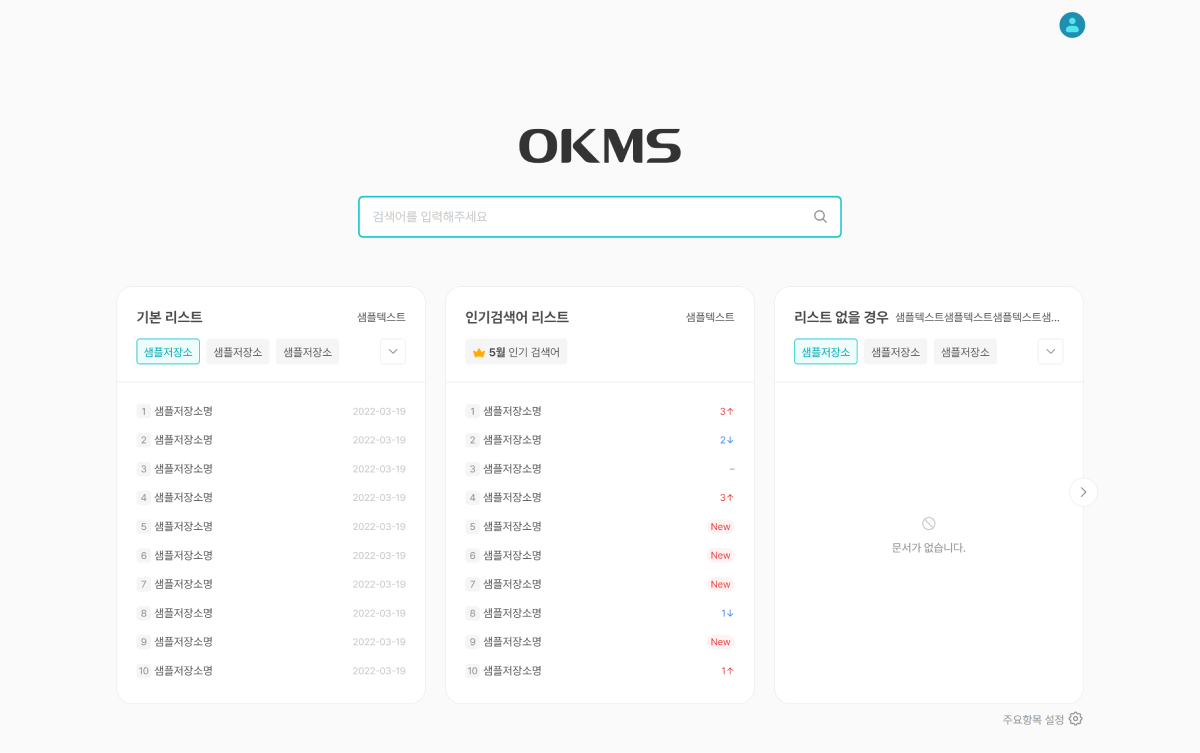 OKMS
검색어를 입력해주세요
기본 리스트 샘플텍스트
샘플저장소 샘플저장소 샘플저장소
1 샘플저장소명 2022-03-19
2 샘플저장소명 2022-03-19
3 샘플저장소명 2022-03-19
4 샘플저장소명 2022-03-19
5 샘플저장소명 2022-03-19
6 샘플저장소명 2022-03-19
7 샘플저장소명 2022-03-19
8 샘플저장소명 2022-03-19
9 샘플저장소명 2022-03-19
10 샘플저장소명 2022-03-19
인기검색어 리스트 샘플텍스트
5월 인기 검색어
1 샘플저장소명 3↑
2 샘플저장소명 2↓
3 샘플저장소명 –
4 샘플저장소명 3↑
5 샘플저장소명 New
6 샘플저장소명 New
7 샘플저장소명 New
8 샘플저장소명 1↓
9 샘플저장소명 New
10 샘플저장소명 1↑
리스트 없을 경우 샘플텍스트샘플텍스트샘플텍스트샘...
샘플저장소 샘플저장소 샘플저장소
문서가 없습니다.
주요항목 설정